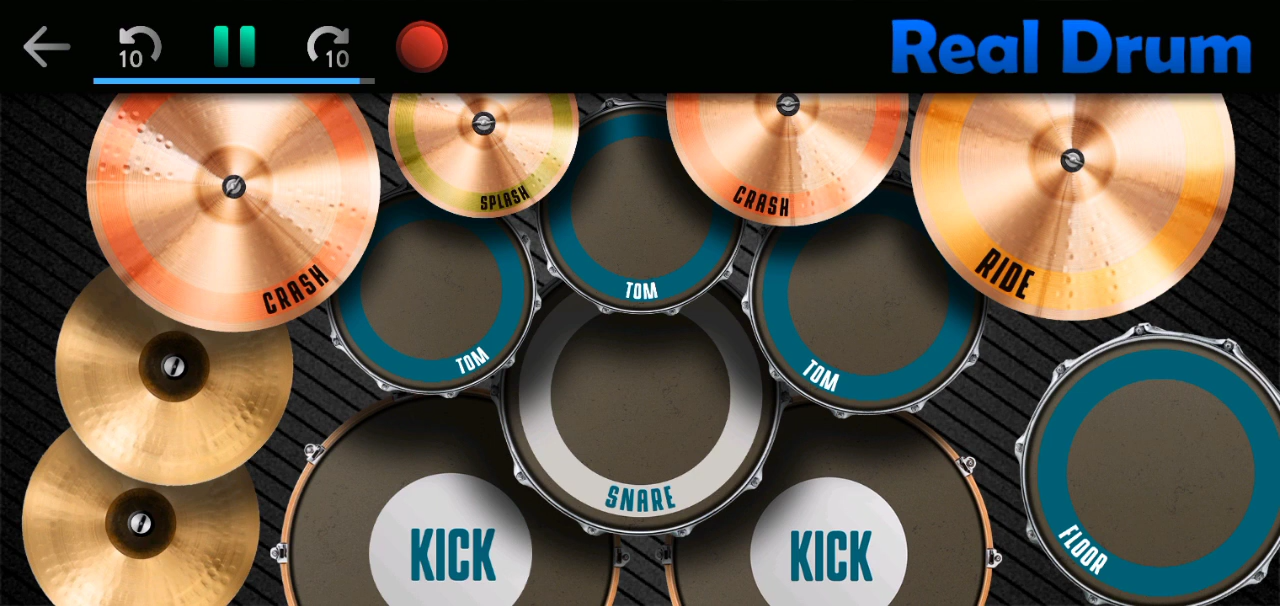 10
10
Real Drum
CRASH
SPLASH
CRASH
RIDE
TOM
TOM
TOM
SNARE
KICK
KICK
FLOOR